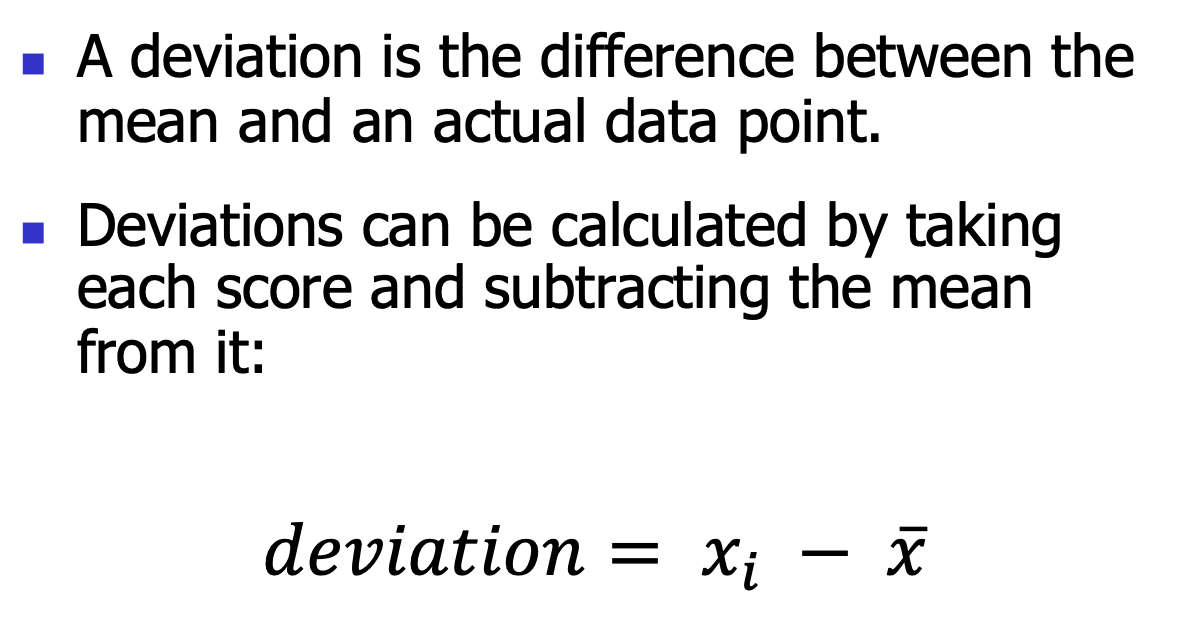 ▪ A deviation is the difference between the
mean and an actual data point.
▪ Deviations can be calculated by taking
each score and subtracting the mean
from it:
deviation = xᵢ − x̄